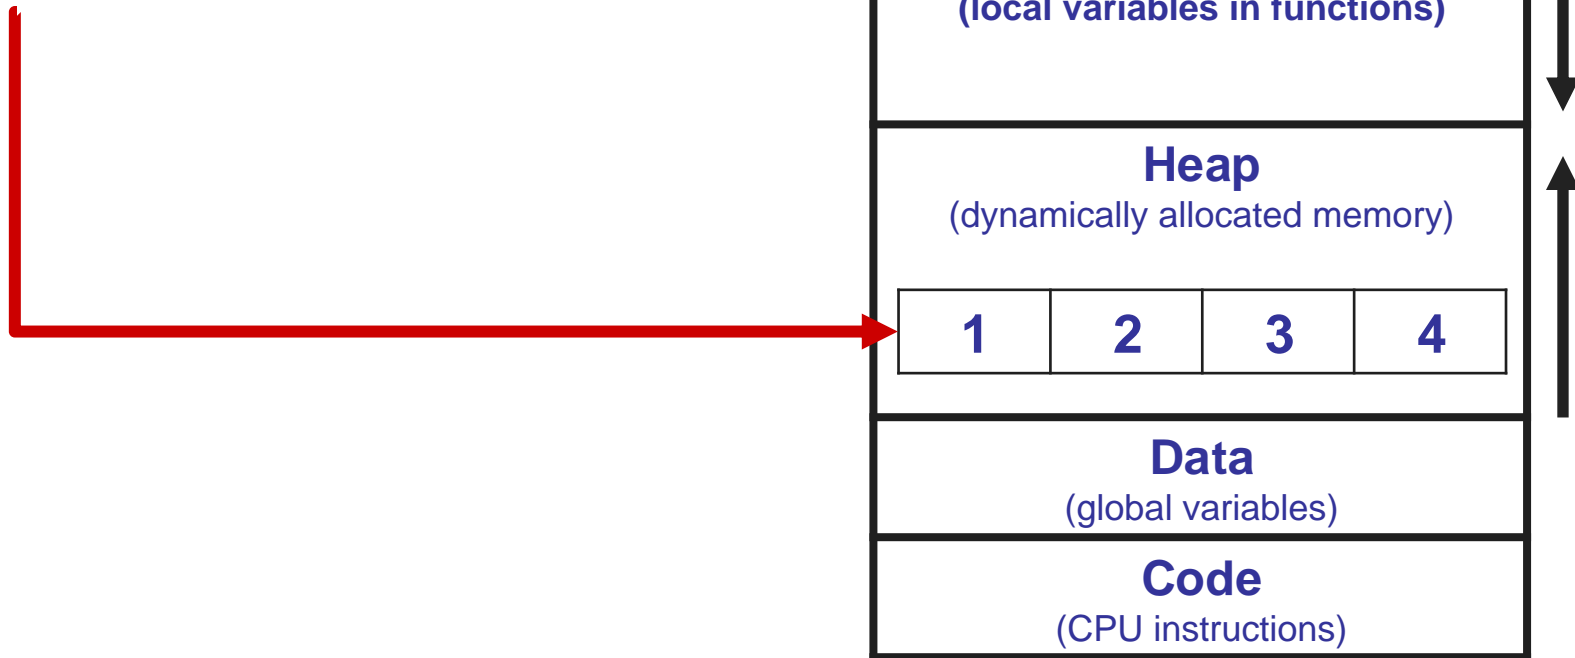 (local variables in functions)
Heap
(dynamically allocated memory)
1 2 3 4
Data
(global variables)
Code
(CPU instructions)